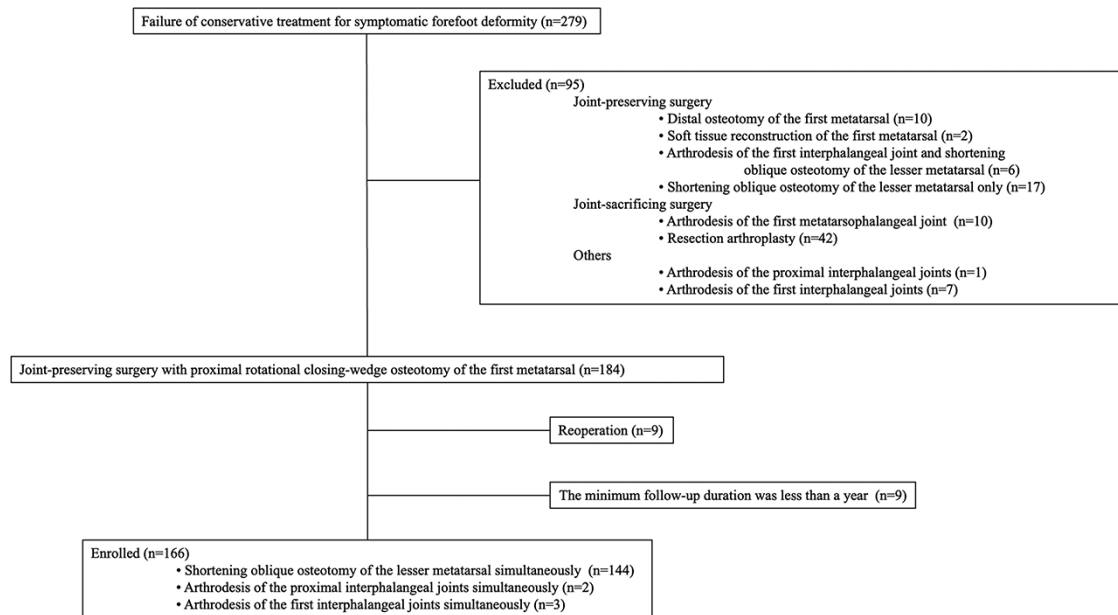 Failure of conservative treatment for symptomatic forefoot deformity (n=279)
Excluded (n=95)
Joint-preserving surgery
• Distal osteotomy of the first metatarsal (n=10)
• Soft tissue reconstruction of the first metatarsal (n=2)
• Arthrodesis of the first interphalangeal joint and shortening
oblique osteotomy of the lesser metatarsal (n=6)
• Shortening oblique osteotomy of the lesser metatarsal only (n=17)
Joint-sacrificing surgery
• Arthrodesis of the first metatarsophalangeal joint (n=10)
• Resection arthroplasty (n=42)
Others
• Arthrodesis of the proximal interphalangeal joints (n=1)
• Arthrodesis of the first interphalangeal joints (n=7)
Joint-preserving surgery with proximal rotational closing-wedge osteotomy of the first metatarsal (n=184)
Reoperation (n=9)
The minimum follow-up duration was less than a year (n=9)
Enrolled (n=166)
• Shortening oblique osteotomy of the lesser metatarsal simultaneously (n=144)
• Arthrodesis of the proximal interphalangeal joints simultaneously (n=2)
• Arthrodesis of the first interphalangeal joints simultaneously (n=3)